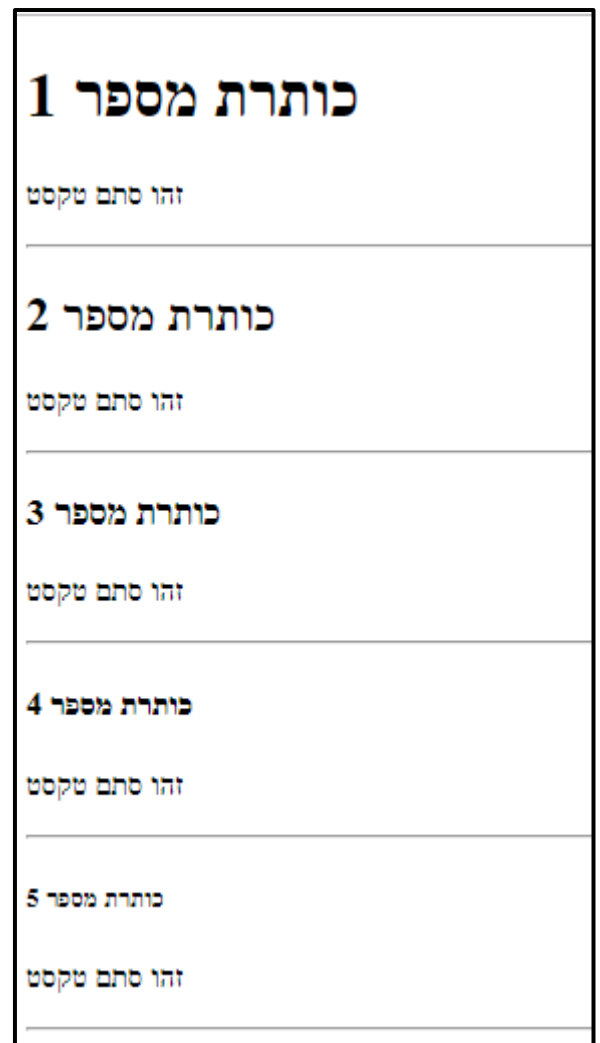 כותרת מספר 1
זהו סתם טקסט
כותרת מספר 2
זהו סתם טקסט
כותרת מספר 3
זהו סתם טקסט
כותרת מספר 4
זהו סתם טקסט
כותרת מספר 5
זהו סתם טקסט